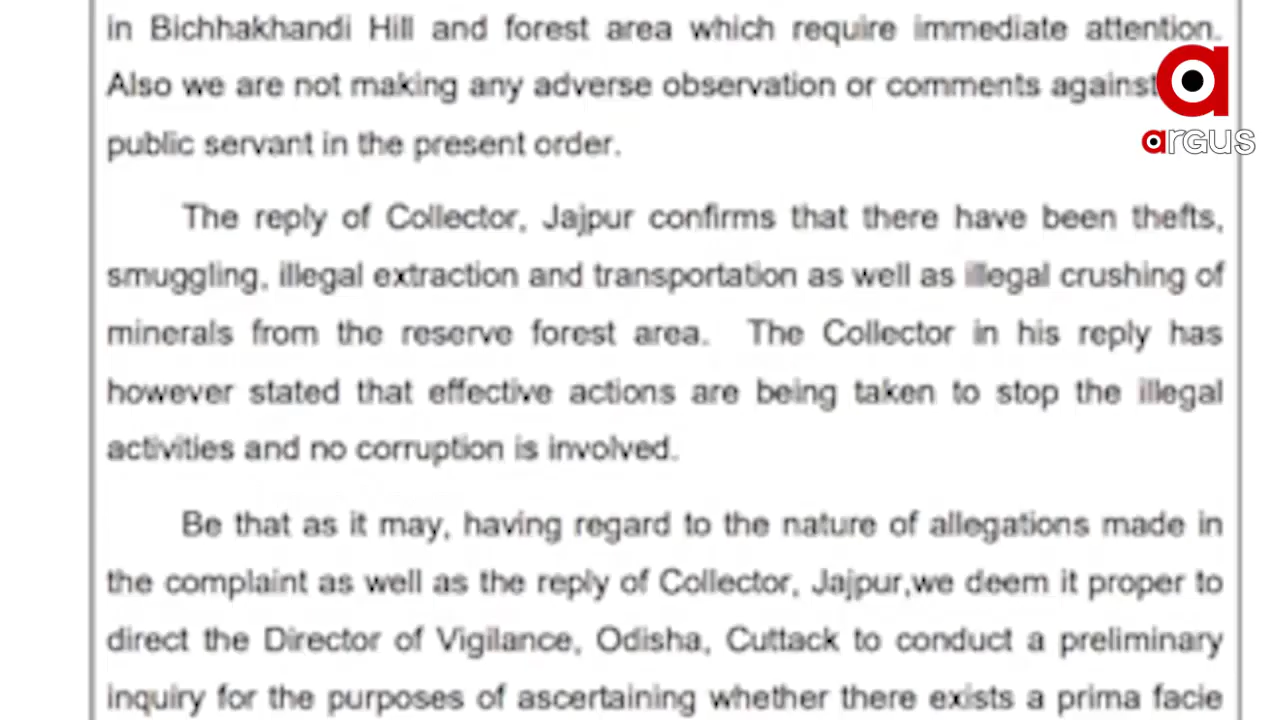 in Bichhakhandi Hill and forest area which require immediate attention.
Also we are not making any adverse observation or comments against
public servant in the present order.
The reply of Collector, Jajpur confirms that there have been thefts,
smuggling, illegal extraction and transportation as well as illegal crushing of
minerals from the reserve forest area. The Collector in his reply has
however stated that effective actions are being taken to stop the illegal
activities and no corruption is involved.
Be that as it may, having regard to the nature of allegations made in
the complaint as well as the reply of Collector, Jajpur,we deem it proper to
direct the Director of Vigilance, Odisha, Cuttack to conduct a preliminary
inquiry for the purposes of ascertaining whether there exists a prima facie
a
argus